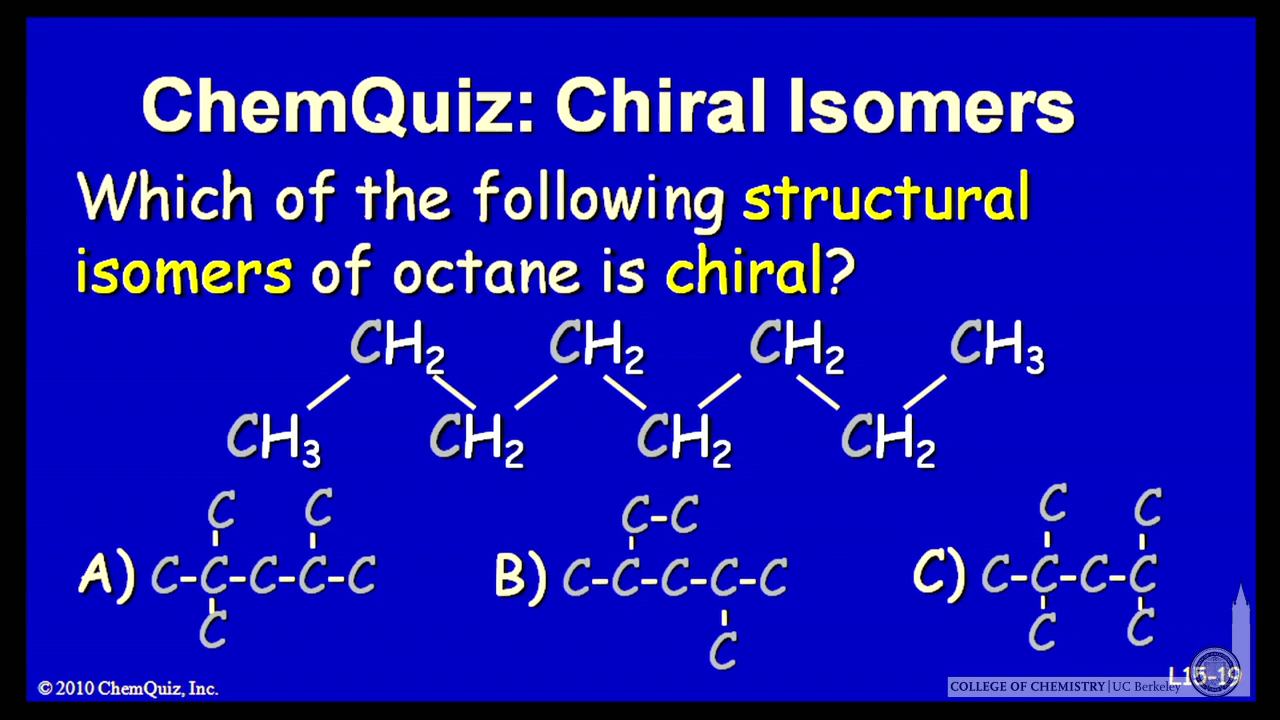 ChemQuiz: Chiral Isomers
Which of the following structural
isomers of octane is chiral?
CH₂ CH₂ CH₂ CH₃
CH₃ CH₂ CH₂ CH₂
C C C-C C C
A) C-C-C-C-C B) C-C-C-C-C C) C-C-C-C
C C C C
© 2010 ChemQuiz, Inc.
L15-19
COLLEGE OF CHEMISTRY | UC Berkeley